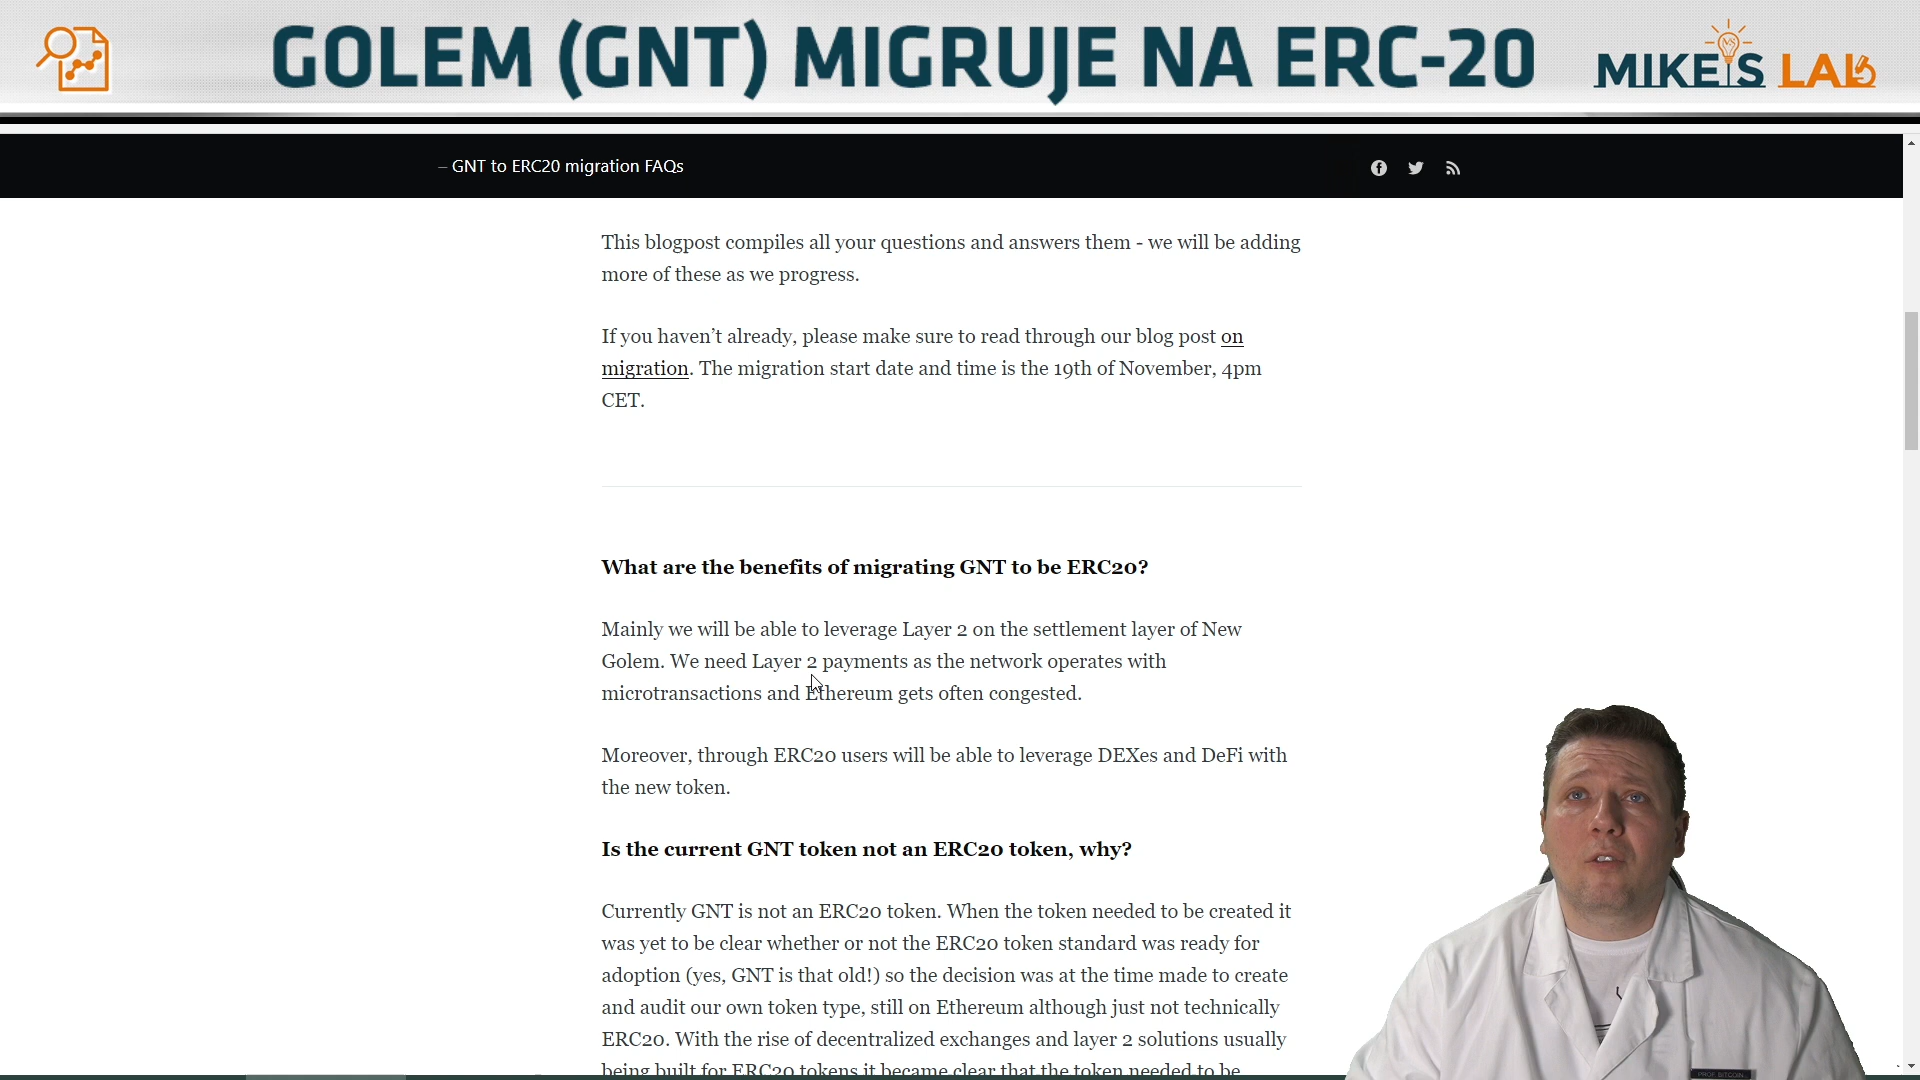 GOLEM (GNT) MIGRUJE NA ERC-20
MIKE'S LAB
– GNT to ERC20 migration FAQs
This blogpost compiles all your questions and answers them - we will be adding
more of these as we progress.
If you haven’t already, please make sure to read through our blog post on
migration. The migration start date and time is the 19th of November, 4pm
CET.
What are the benefits of migrating GNT to be ERC20?
Mainly we will be able to leverage Layer 2 on the settlement layer of New
Golem. We need Layer 2 payments as the network operates with
microtransactions and Ethereum gets often congested.
Moreover, through ERC20 users will be able to leverage DEXes and DeFi with
the new token.
Is the current GNT token not an ERC20 token, why?
Currently GNT is not an ERC20 token. When the token needed to be created it
was yet to be clear whether or not the ERC20 token standard was ready for
adoption (yes, GNT is that old!) so the decision was at the time made to create
and audit our own token type, still on Ethereum although just not technically
ERC20. With the rise of decentralized exchanges and layer 2 solutions usually
being built for ERC20 tokens it became clear that the token needed to be
PROF. BITCOIN